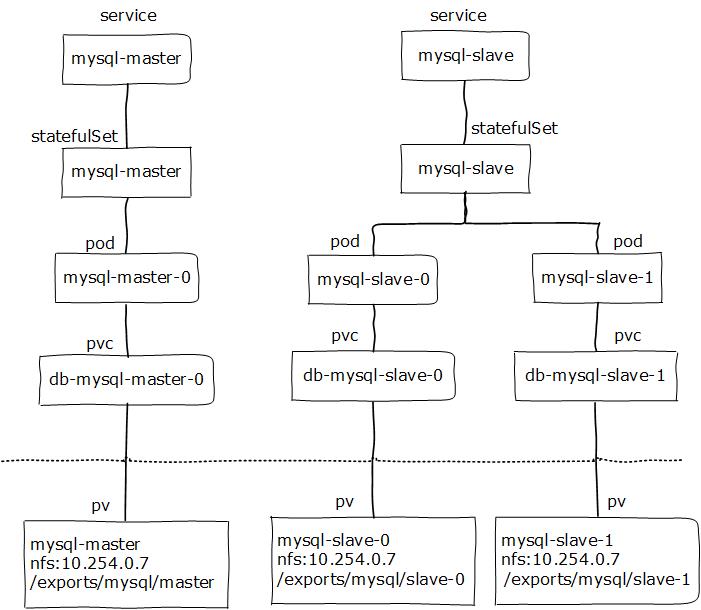 service
mysql-master
statefulSet
mysql-master
pod
mysql-master-0
pvc
db-mysql-master-0
pv
mysql-master
nfs:10.254.0.7
/exports/mysql/master
service
mysql-slave
statefulSet
mysql-slave
pod
mysql-slave-0
pvc
db-mysql-slave-0
pv
mysql-slave-0
nfs:10.254.0.7
/exports/mysql/slave-0
pod
mysql-slave-1
pvc
db-mysql-slave-1
pv
mysql-slave-1
nfs:10.254.0.7
/exports/mysql/slave-1